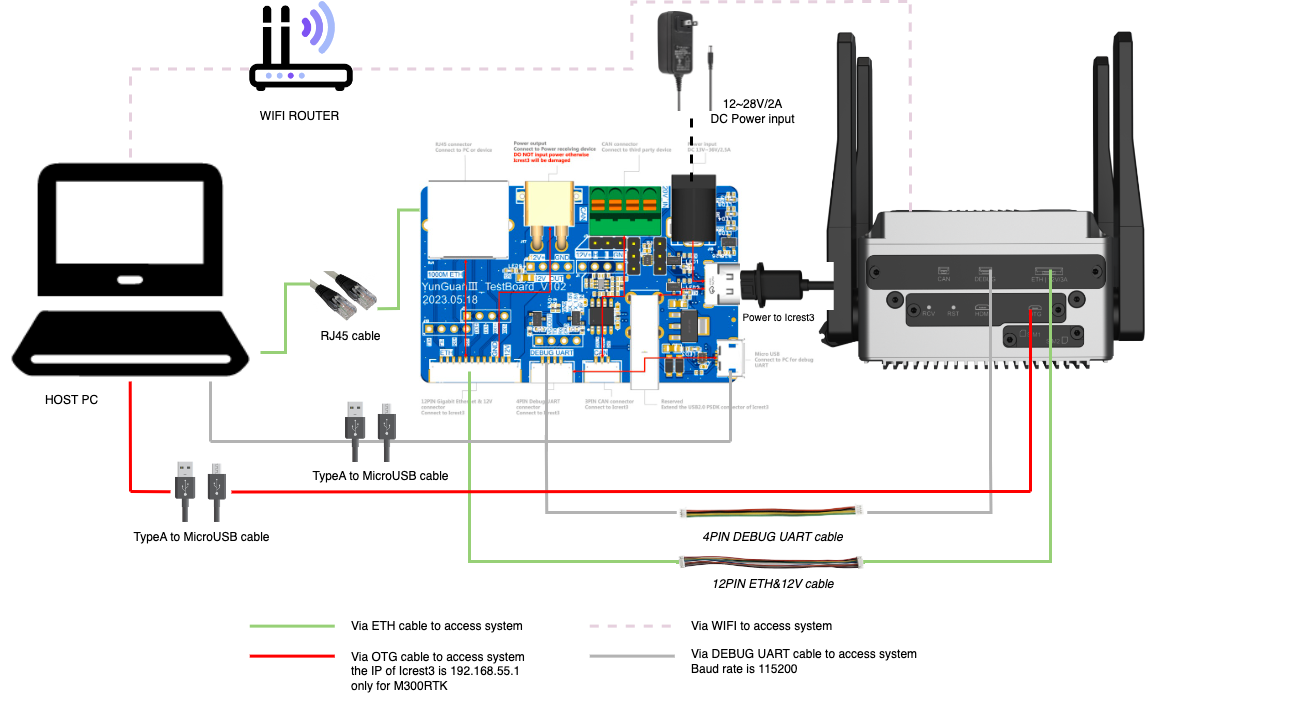 WIFI ROUTER
12~28V/2A
DC Power input
RJ45 connector
Connect to PC or device
Power output
Connect to Power receiving device
DO NOT input power otherwise
Icrest3 will be damaged
CAN connector
Connect to third party device
Power input
DC 12V~30V/2.5A
1000M ETH
YunGuanIII_TestBoard V102
2023.05.18
12V+
GND
12V OUT
CAN
ETH
DEBUG UART
Power to Icrest3
CAN
DEBUG
RCV
RST
HDMI
OTG
RJ45 cable
HOST PC
Micro USB
Connect to PC for debug
UART
12PIN Gigabit Ethernet & 12V
connector
Connect to Icrest3
4PIN Debug UART
connector
Connect to Icrest3
3PIN CAN connector
Connect to Icrest3
Reserved
Extend the USB2.0 PSDK connector of Icrest3
TypeA to MicroUSB cable
TypeA to MicroUSB cable
4PIN DEBUG UART cable
12PIN ETH&12V cable
Via ETH cable to access system
Via OTG cable to access system
the IP of Icrest3 is 192.168.55.1
only for M300RTK
Via WIFI to access system
Via DEBUG UART cable to access system
Baud rate is 115200